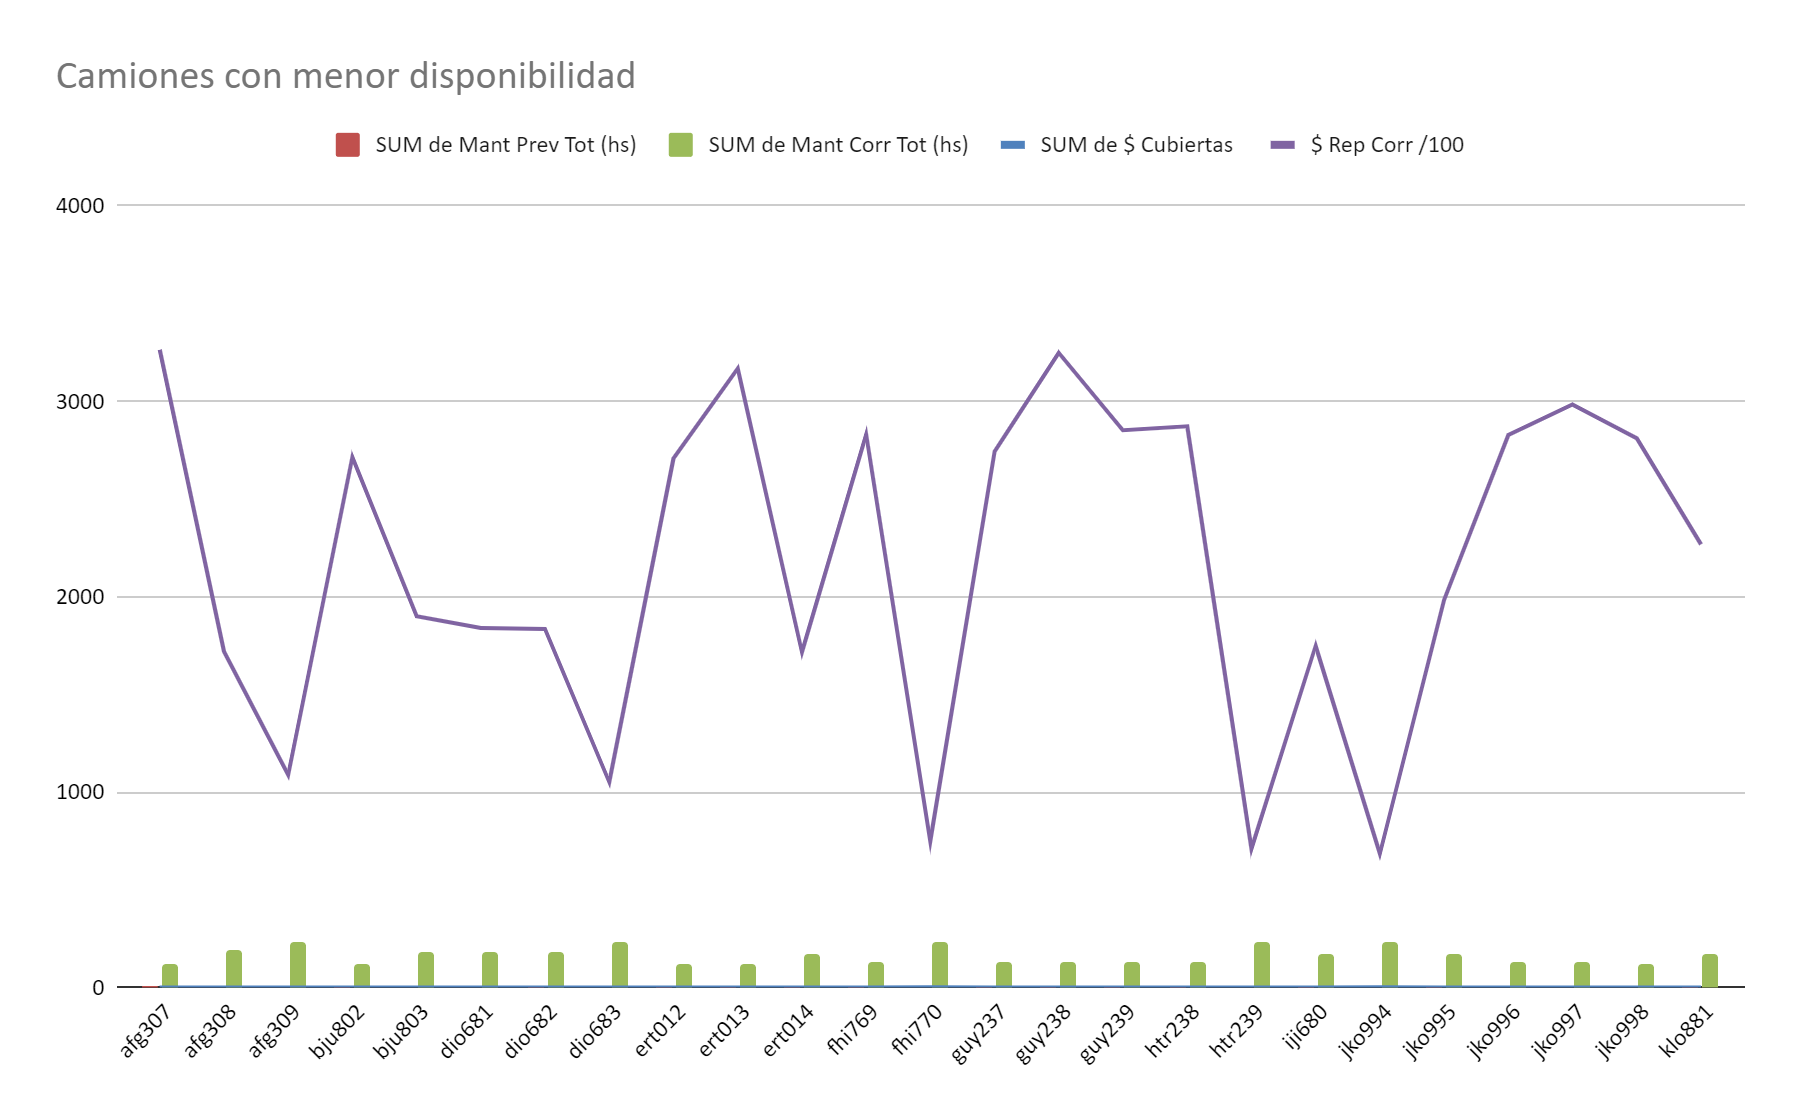 Camiones con menor disponibilidad
SUM de Mant Prev Tot (hs) SUM de Mant Corr Tot (hs) SUM de $ Cubiertas $ Rep Corr /100
4000
3000
2000
1000
0
afg307 afg308 afg309 bju802 bju803 dio681 dio682 dio683 ert012 ert013 ert014 fhi769 fhi770 guy237 guy238 guy239 htr238 htr239 iji680 jko994 jko995 jko996 jko997 jko998 klo881